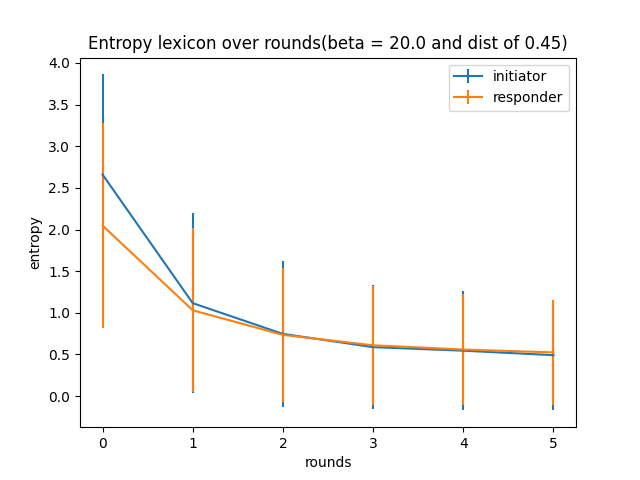 Entropy lexicon over rounds(beta = 20.0 and dist of 0.45)
initiator
responder
4.0
3.5
3.0
2.5
2.0
1.5
1.0
0.5
0.0
entropy
0 1 2 3 4 5
rounds